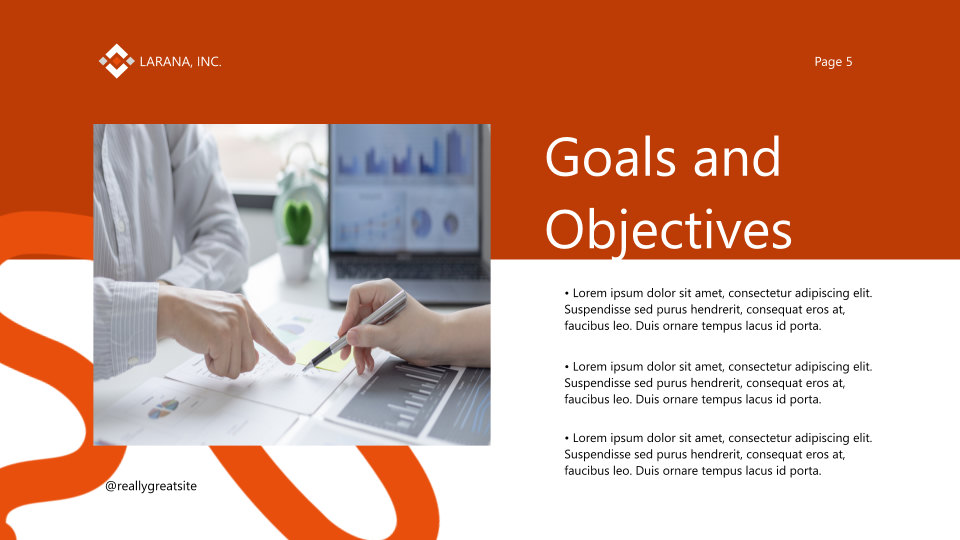 LARANA, INC.
Page 5
Goals and
Objectives
• Lorem ipsum dolor sit amet, consectetur adipiscing elit.
Suspendisse sed purus hendrerit, consequat eros at,
faucibus leo. Duis ornare tempus lacus id porta.
• Lorem ipsum dolor sit amet, consectetur adipiscing elit.
Suspendisse sed purus hendrerit, consequat eros at,
faucibus leo. Duis ornare tempus lacus id porta.
• Lorem ipsum dolor sit amet, consectetur adipiscing elit.
Suspendisse sed purus hendrerit, consequat eros at,
faucibus leo. Duis ornare tempus lacus id porta.
@reallygreatsite